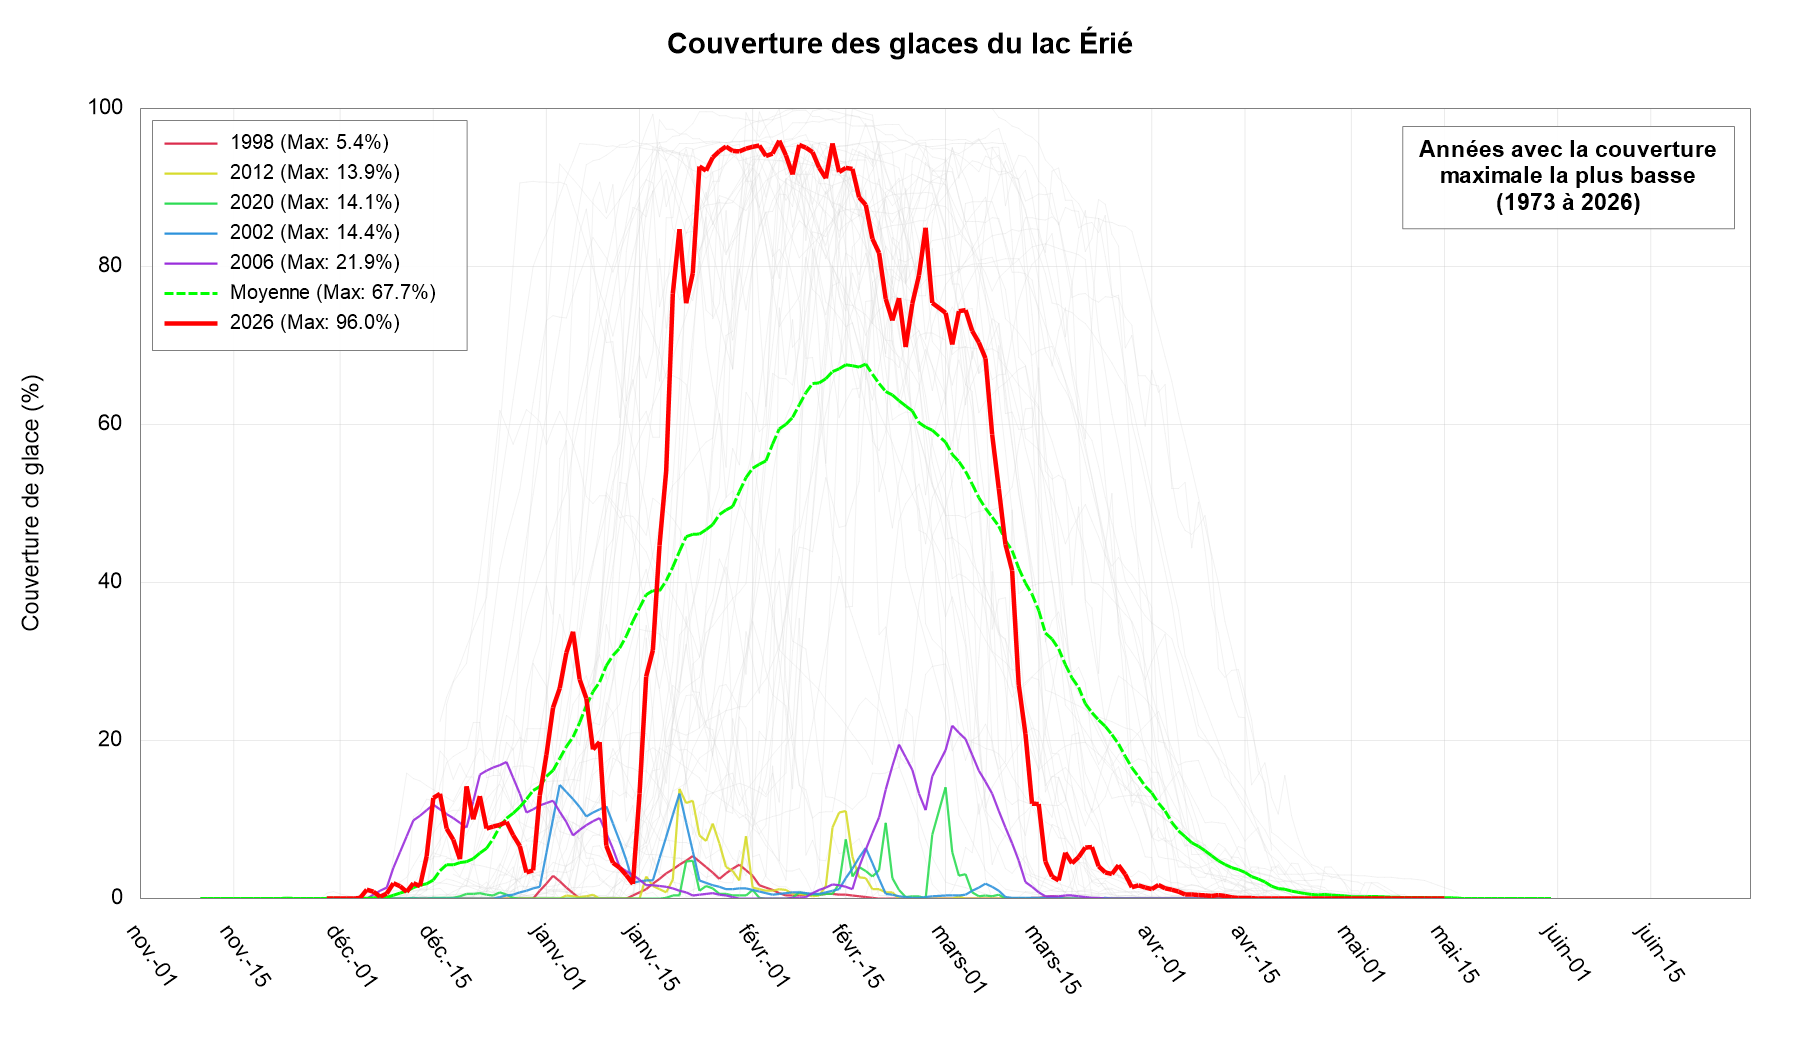 Couverture des glaces du lac Érié
Couverture de glace (%)
100
80
60
40
20
0
1998 (Max: 5.4%)
2012 (Max: 13.9%)
2020 (Max: 14.1%)
2002 (Max: 14.4%)
2006 (Max: 21.9%)
Moyenne (Max: 67.7%)
2026 (Max: 96.0%)
Années avec la couverture
maximale la plus basse
(1973 à 2026)
nov.-01
nov.-15
déc.-01
déc.-15
janv.-01
janv.-15
févr.-01
févr.-15
mars-01
mars-15
avr.-01
avr.-15
mai-01
mai-15
juin-01
juin-15